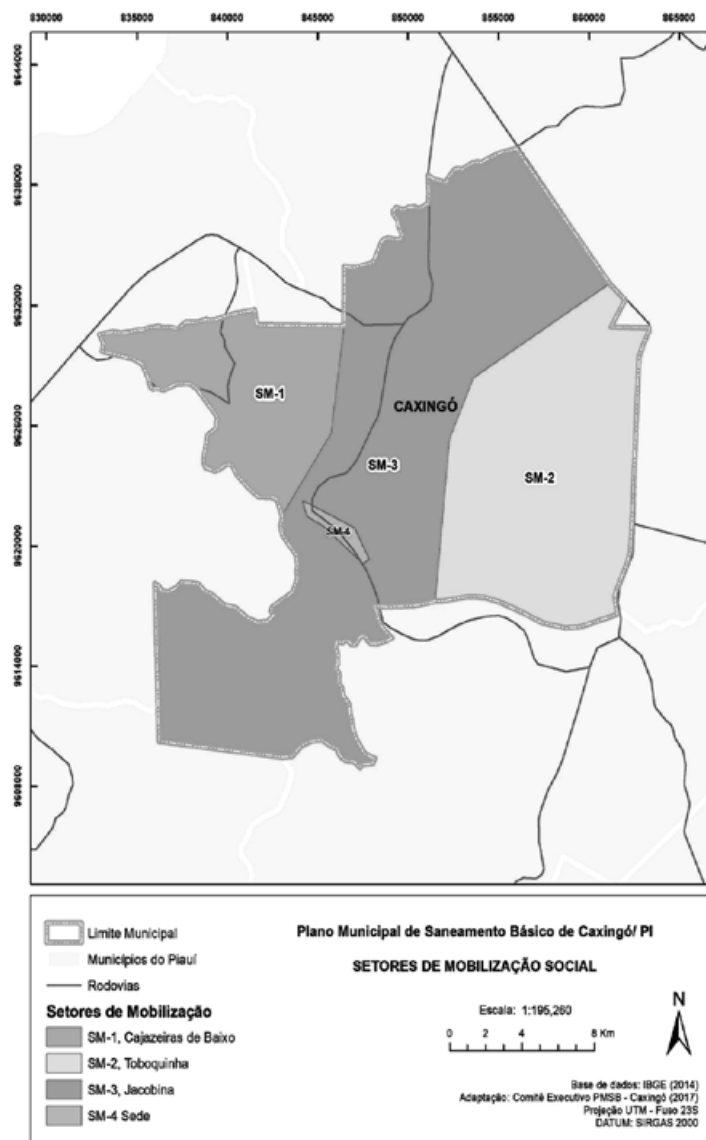 830000 835000 840000 845000 850000 855000 860000 865000
9644000
9638000
9632000
9626000
9620000
9614000
9608000
SM-1
CAXINGÓ
SM-3
SM-2
SM-4
Limite Municipal
Municípios do Piauí
Rodovias
Setores de Mobilização
SM-1, Cajazeiras de Baixo
SM-2, Toboquinha
SM-3, Jacobina
SM-4 Sede
Plano Municipal de Saneamento Básico de Caxingó/ PI
SETORES DE MOBILIZAÇÃO SOCIAL
Escala: 1:195,260
0 2 4 8 Km
N
Base de dados: IBGE (2014)
Adaptação: Comitê Executivo PMSB - Caxingó (2017)
Projeção UTM - Fuso 23S
DATUM: SIRGAS 2000